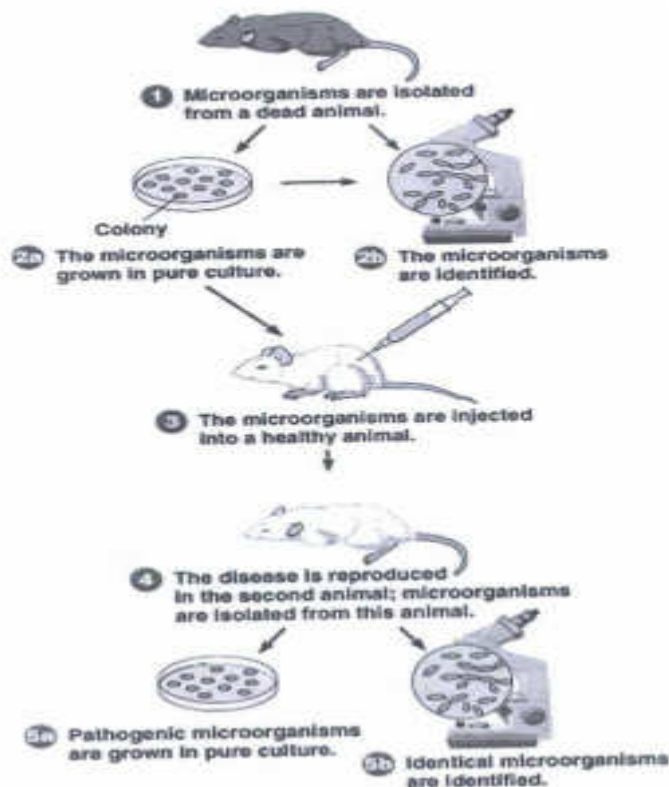 1 Microorganisms are isolated
from a dead animal.
Colony
2a The microorganisms are
grown in pure culture.
2b The microorganisms
are identified.
3 The microorganisms are injected
into a healthy animal.
4 The disease is reproduced
in the second animal; microorganisms
are isolated from this animal.
5a Pathogenic microorganisms
are grown in pure culture.
5b Identical microorganisms
are identified.